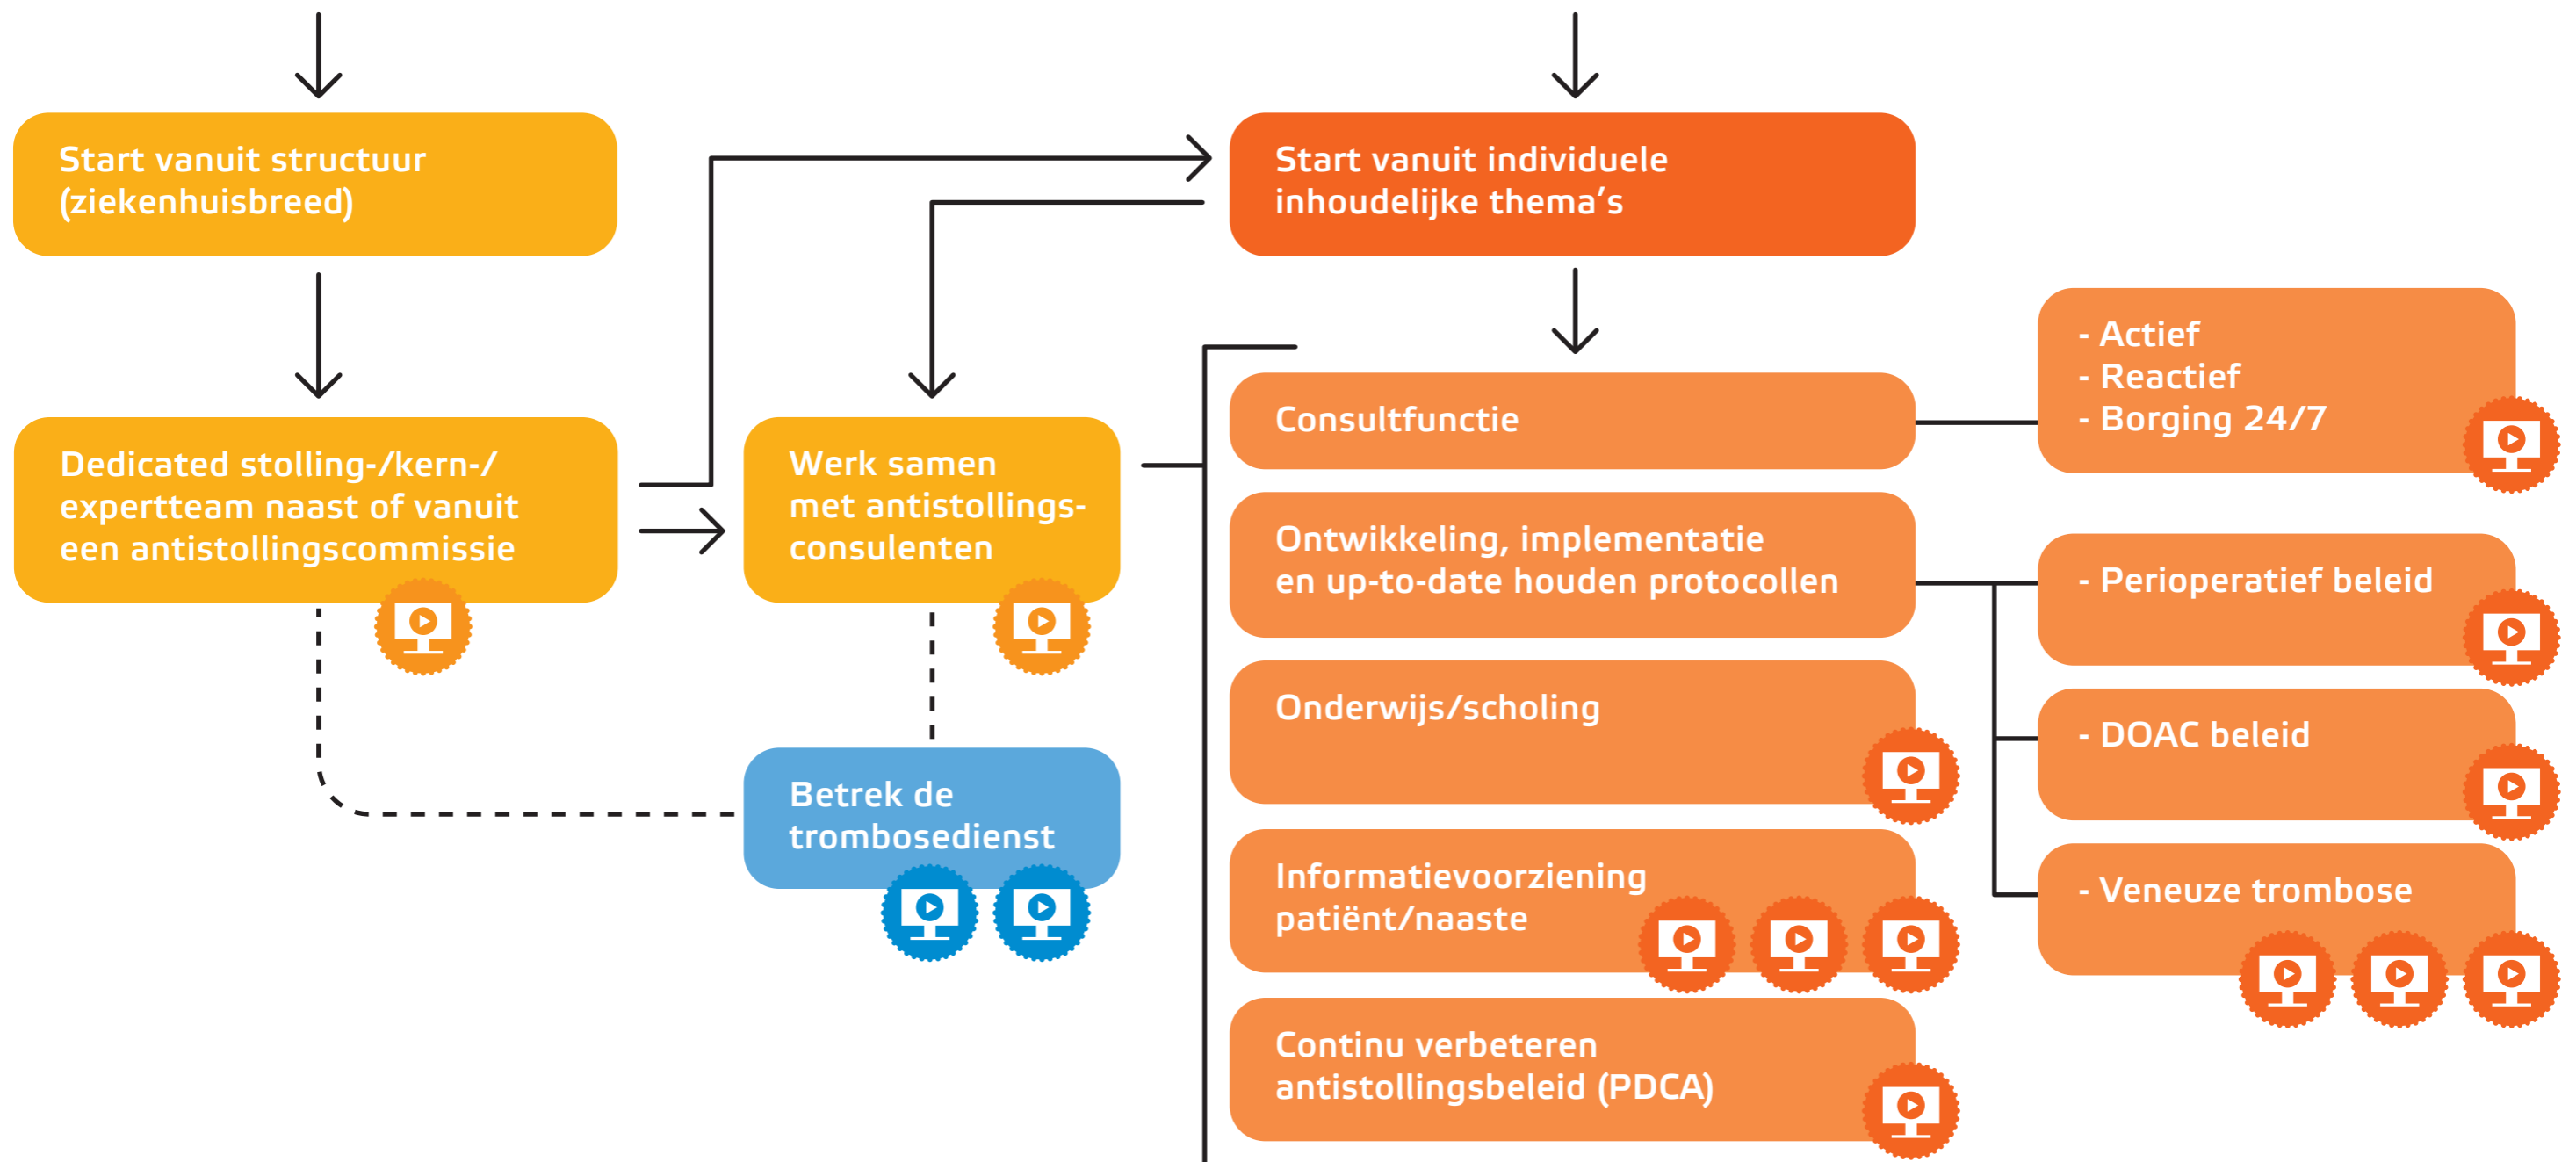 Start vanuit structuur
(ziekenhuisbreed)
Start vanuit individuele
inhoudelijke thema's
Dedicated stolling-/kern-/
expertteam naast of vanuit
een antistollingscommissie
Werk samen
met antistollings-
consulenten
Betrek de
trombosedienst
Consultfunctie
- Actief
- Reactief
- Borging 24/7
Ontwikkeling, implementatie
en up-to-date houden protocollen
- Perioperatief beleid
- DOAC beleid
- Veneuze trombose
Onderwijs/scholing
Informatievoorziening
patiënt/naaste
Continu verbeteren
antistollingsbeleid (PDCA)